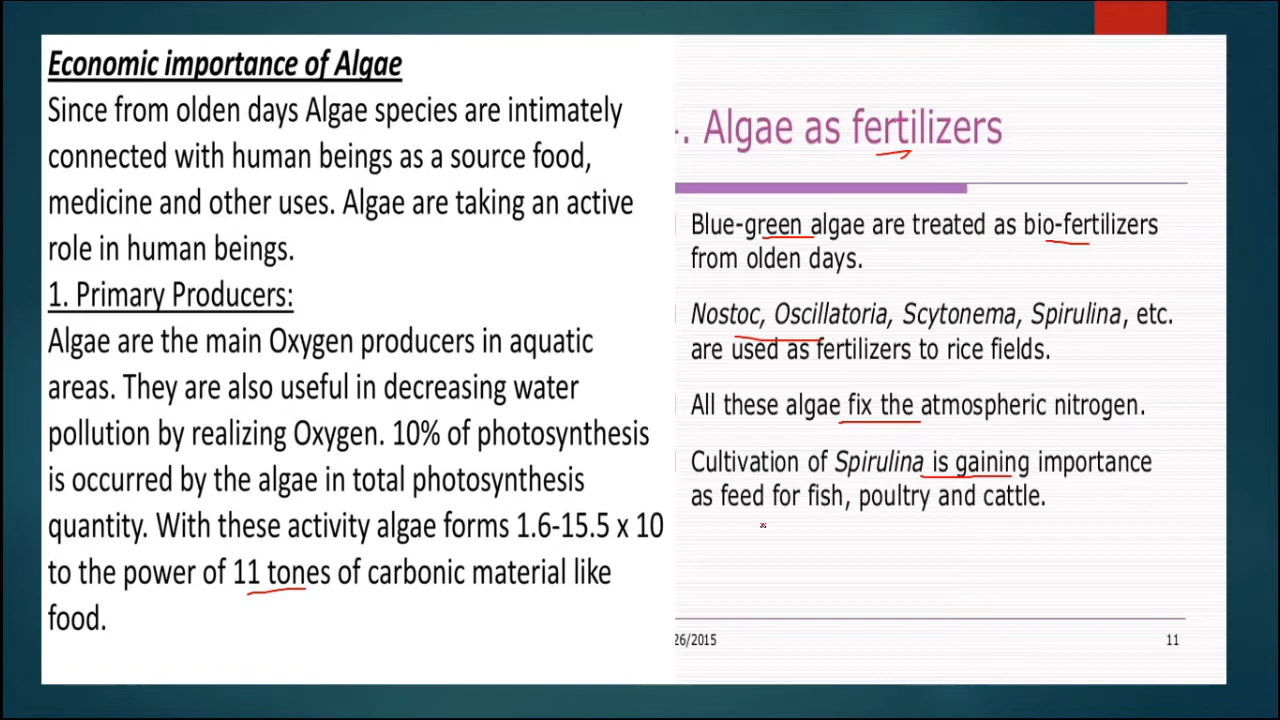 Economic importance of Algae
Since from olden days Algae species are intimately
connected with human beings as a source food,
medicine and other uses. Algae are taking an active
role in human beings.
1. Primary Producers:
Algae are the main Oxygen producers in aquatic
areas. They are also useful in decreasing water
pollution by realizing Oxygen. 10% of photosynthesis
is occurred by the algae in total photosynthesis
quantity. With these activity algae forms 1.6-15.5 x 10
to the power of 11 tones of carbonic material like
food.
. Algae as fertilizers
Blue-green algae are treated as bio-fertilizers
from olden days.
Nostoc, Oscillatoria, Scytonema, Spirulina, etc.
are used as fertilizers to rice fields.
All these algae fix the atmospheric nitrogen.
Cultivation of Spirulina is gaining importance
as feed for fish, poultry and cattle.
26/2015
11